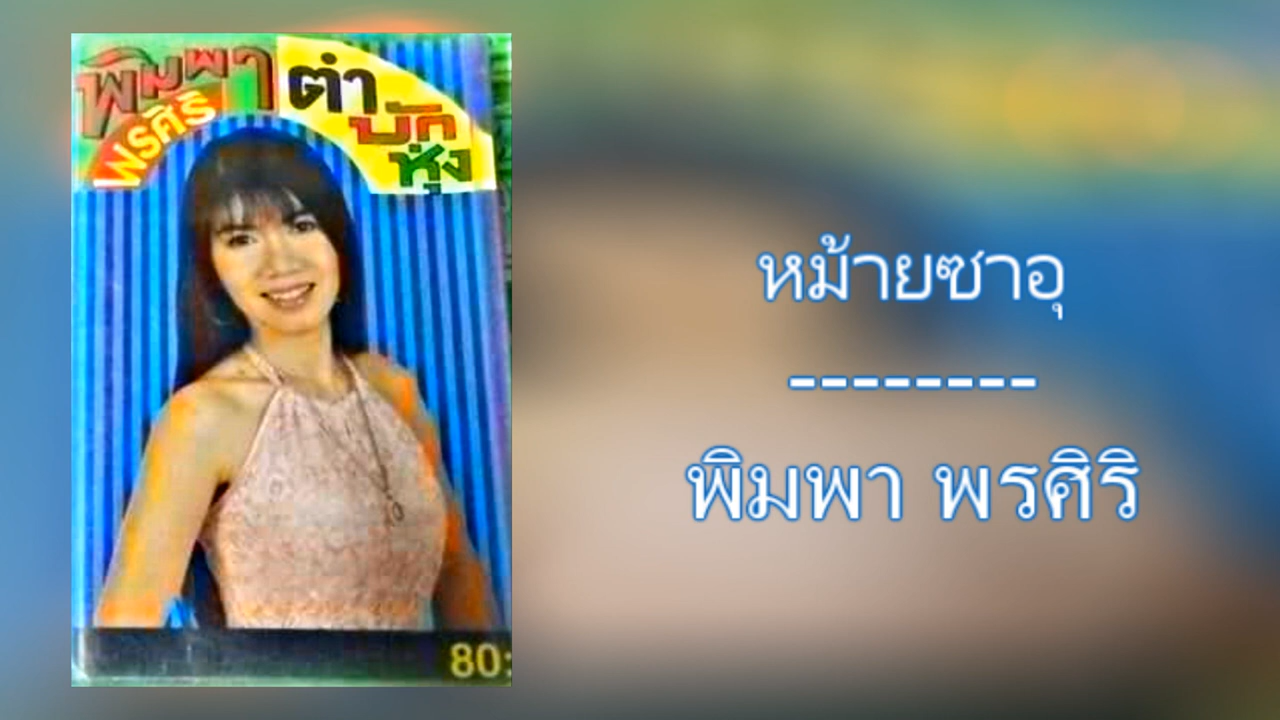 พิมพา
พรศิริ
ตำ
บัก
หุ่ง
80:
หม้ายซาอุ
--------
พิมพา พรศิริ